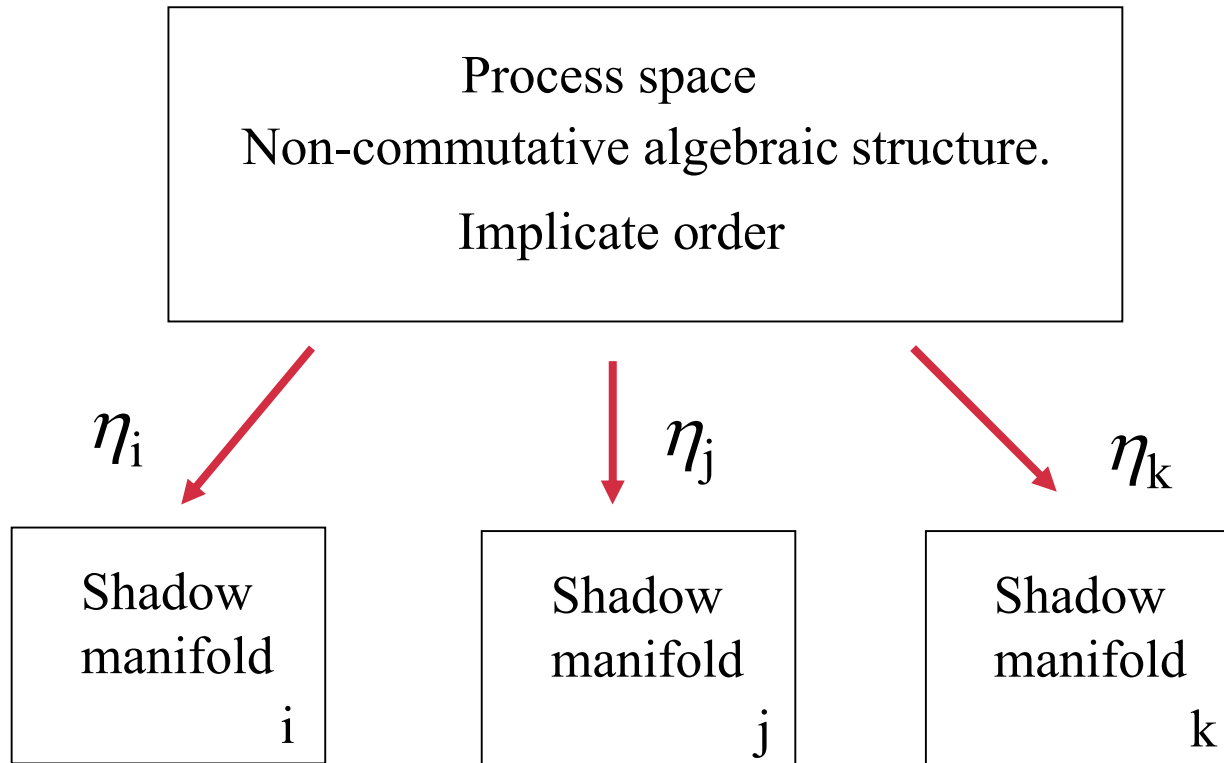 Process space
Non-commutative algebraic structure.
Implicate order
ηi
ηj
ηk
Shadow
manifold
i
Shadow
manifold
j
Shadow
manifold
k